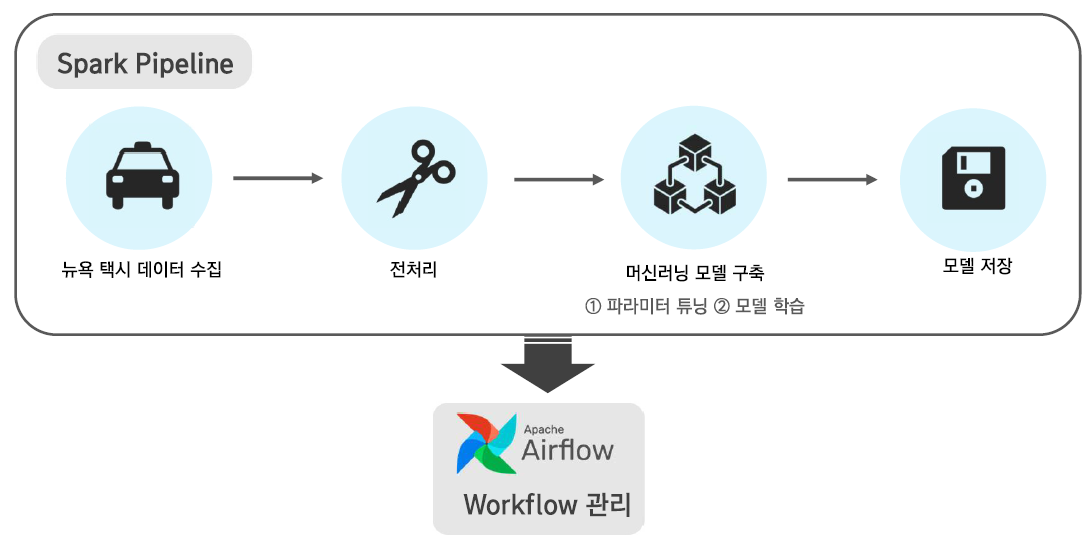 Spark Pipeline
뉴욕 택시 데이터 수집
전처리
머신러닝 모델 구축
① 파라미터 튜닝 ② 모델 학습
모델 저장
Apache
Airflow
Workflow 관리